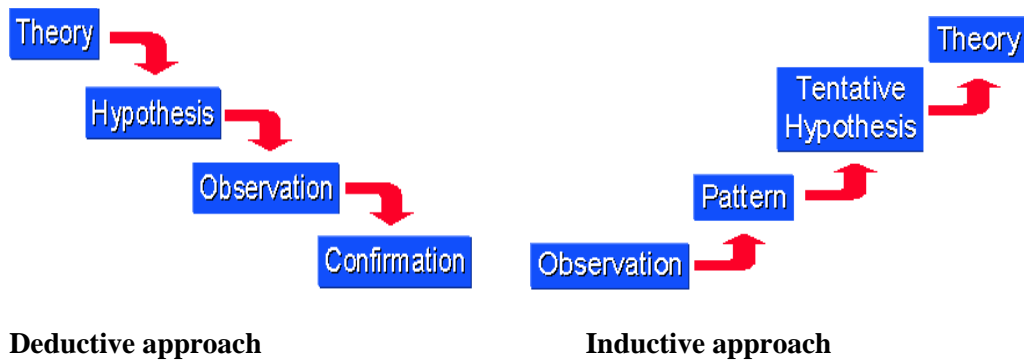 Theory
Hypothesis
Observation
Confirmation
Theory
Tentative
Hypothesis
Pattern
Observation
Deductive approach
Inductive approach